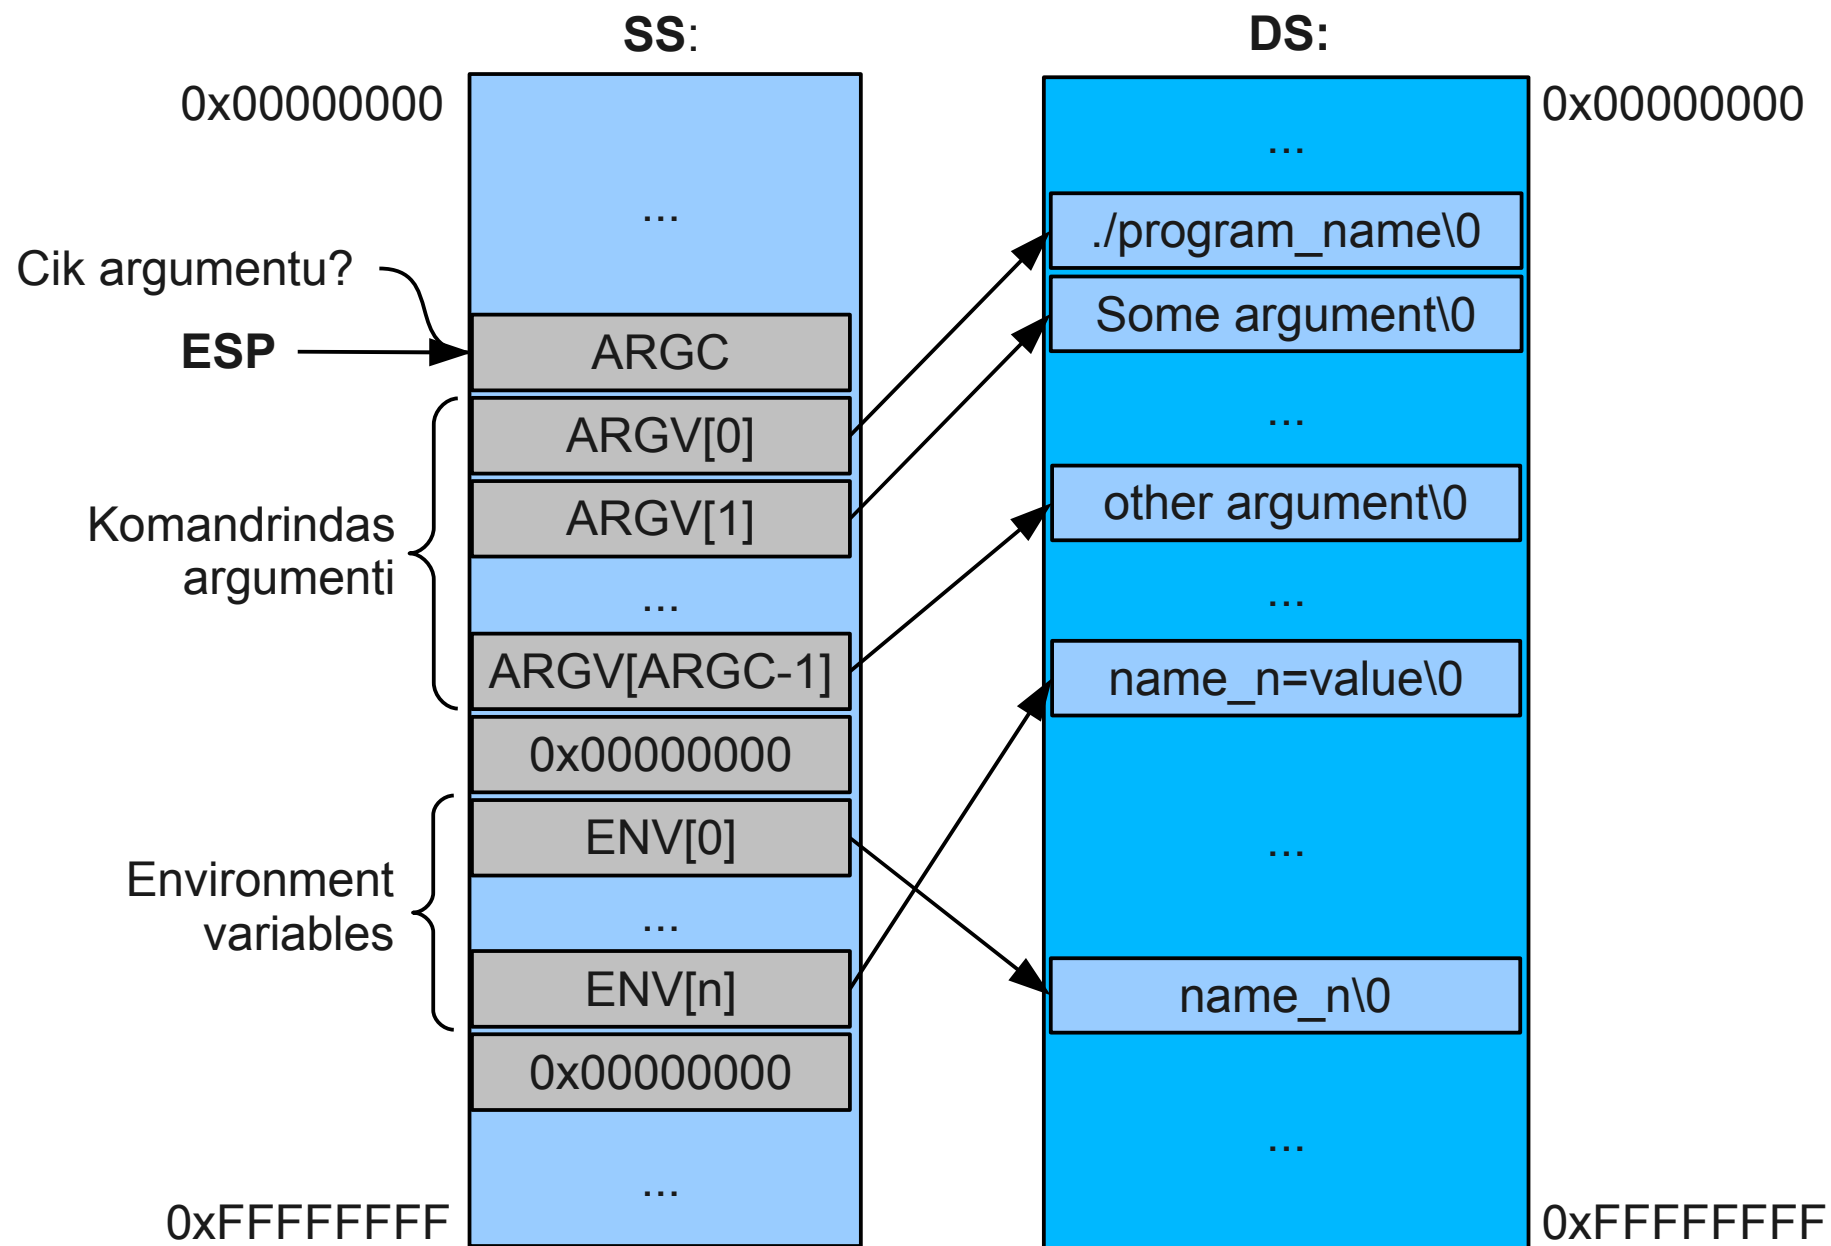 SS:
DS:
0x00000000
0x00000000
...
...
./program_name\0
Cik argumentu?
Some argument\0
ESP
ARGC
ARGV[0]
...
Komandrindas
argumenti
ARGV[1]
other argument\0
...
...
ARGV[ARGC-1]
name_n=value\0
0x00000000
Environment
variables
ENV[0]
...
...
ENV[n]
name_n\0
0x00000000
...
...
0xFFFFFFFF
0xFFFFFFFF